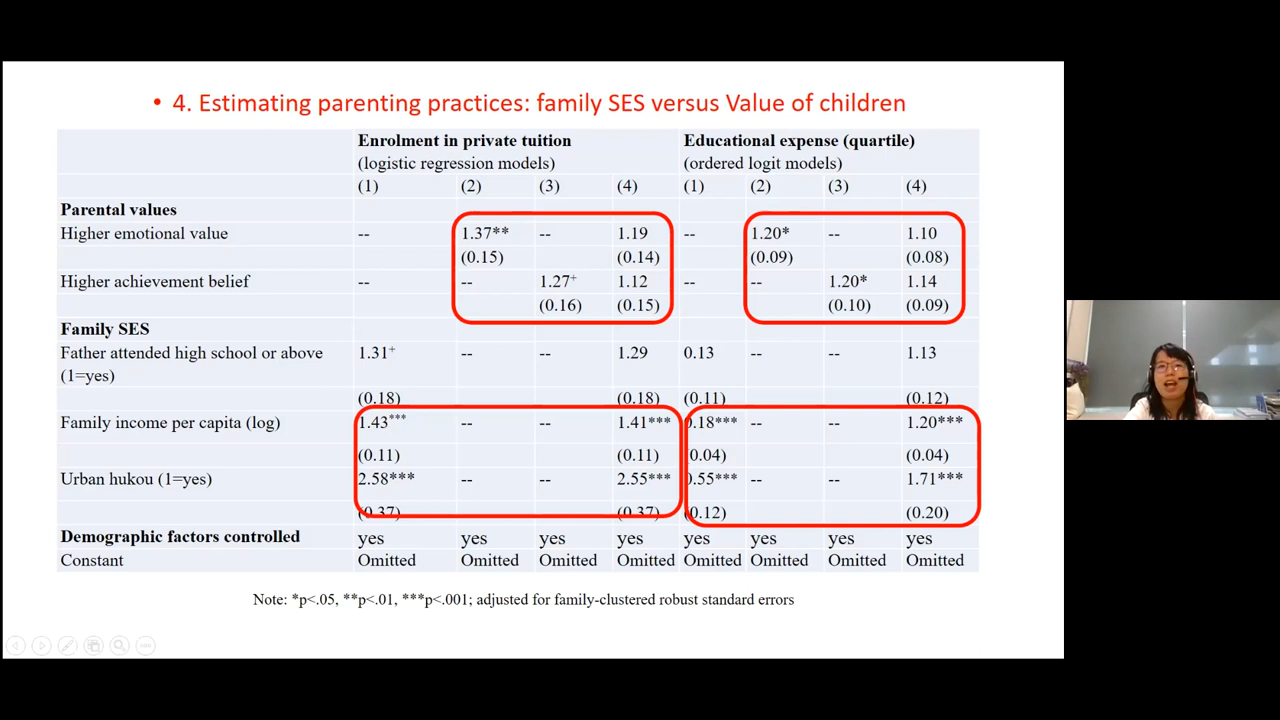 • 4. Estimating parenting practices: family SES versus Value of children
Enrolment in private tuition Educational expense (quartile)
(logistic regression models) (ordered logit models)
(1) (2) (3) (4) (1) (2) (3) (4)
Parental values
Higher emotional value -- 1.37** -- 1.19 -- 1.20* -- 1.10
(0.15) (0.14) (0.09) (0.08)
Higher achievement belief -- -- 1.27+ 1.12 -- -- 1.20* 1.14
(0.16) (0.15) (0.10) (0.09)
Family SES
Father attended high school or above 1.31+ -- -- 1.29 0.13 -- -- 1.13
(1=yes)
(0.18) (0.18) (0.11) (0.12)
Family income per capita (log) 1.43*** -- -- 1.41*** 0.18*** -- -- 1.20***
(0.11) (0.11) (0.04) (0.04)
Urban hukou (1=yes) 2.58*** -- -- 2.55*** 0.55*** -- -- 1.71***
(0.37) (0.37) (0.12) (0.20)
Demographic factors controlled yes yes yes yes yes yes yes yes
Constant Omitted Omitted Omitted Omitted Omitted Omitted Omitted Omitted
Note: *p<.05, **p<.01, ***p<.001; adjusted for family-clustered robust standard errors